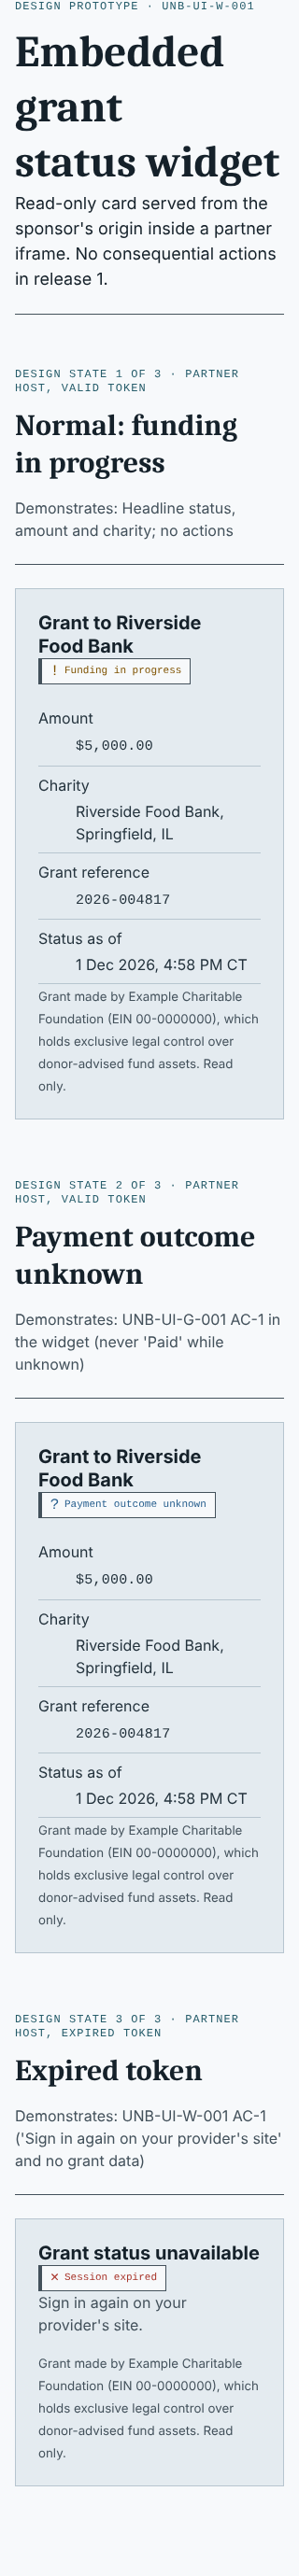 DESIGN PROTOTYPE · UNB-UI-W-001
Embedded
grant
status widget
Read-only card served from the
sponsor's origin inside a partner
iframe. No consequential actions
in release 1.
DESIGN STATE 1 OF 3 · PARTNER
HOST, VALID TOKEN
Normal: funding
in progress
Demonstrates: Headline status,
amount and charity; no actions
Grant to Riverside
Food Bank
! Funding in progress
Amount
$5,000.00
Charity
Riverside Food Bank,
Springfield, IL
Grant reference
2026-004817
Status as of
1 Dec 2026, 4:58 PM CT
Grant made by Example Charitable
Foundation (EIN 00-0000000), which
holds exclusive legal control over
donor-advised fund assets. Read
only.
DESIGN STATE 2 OF 3 · PARTNER
HOST, VALID TOKEN
Payment outcome
unknown
Demonstrates: UNB-UI-G-001 AC-1 in
the widget (never 'Paid' while
unknown)
Grant to Riverside
Food Bank
? Payment outcome unknown
Amount
$5,000.00
Charity
Riverside Food Bank,
Springfield, IL
Grant reference
2026-004817
Status as of
1 Dec 2026, 4:58 PM CT
Grant made by Example Charitable
Foundation (EIN 00-0000000), which
holds exclusive legal control over
donor-advised fund assets. Read
only.
DESIGN STATE 3 OF 3 · PARTNER
HOST, EXPIRED TOKEN
Expired token
Demonstrates: UNB-UI-W-001 AC-1
('Sign in again on your provider's site'
and no grant data)
Grant status unavailable
✕ Session expired
Sign in again on your
provider's site.
Grant made by Example Charitable
Foundation (EIN 00-0000000), which
holds exclusive legal control over
donor-advised fund assets. Read
only.